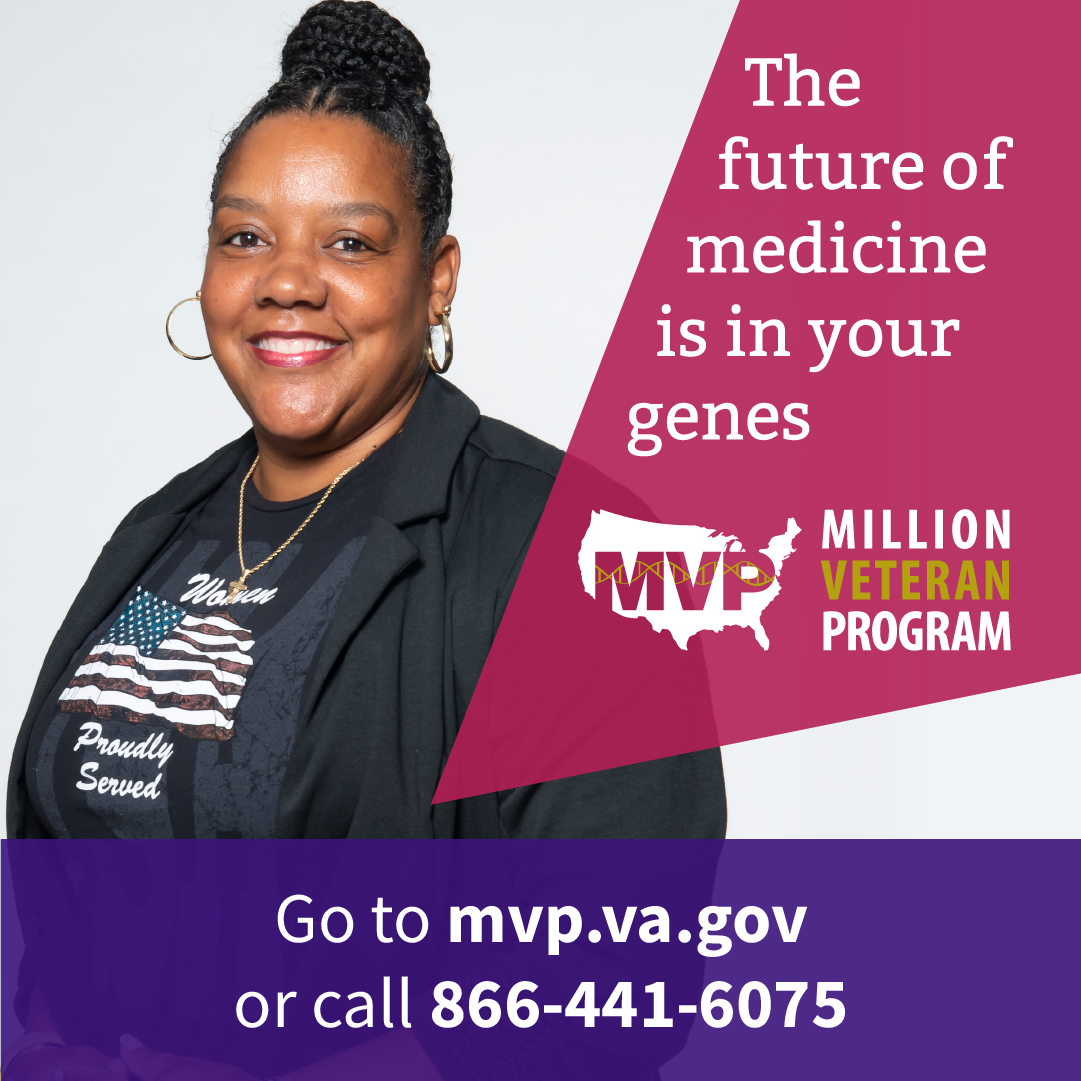 The
future of
medicine
is in your
genes
MVP
MILLION
VETERAN
PROGRAM
Women
Proudly
Served
Go to mvp.va.gov
or call 866-441-6075